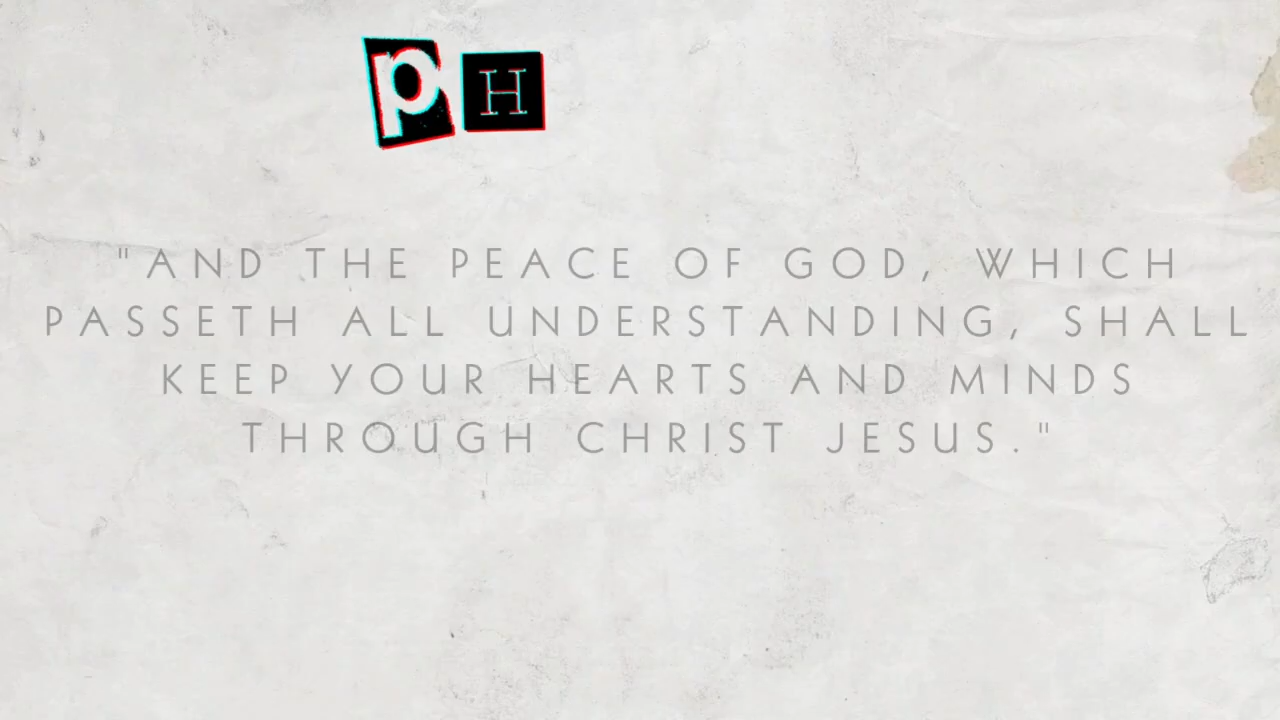 pH
"AND THE PEACE OF GOD, WHICH
PASSETH ALL UNDERSTANDING, SHALL
KEEP YOUR HEARTS AND MINDS
THROUGH CHRIST JESUS."